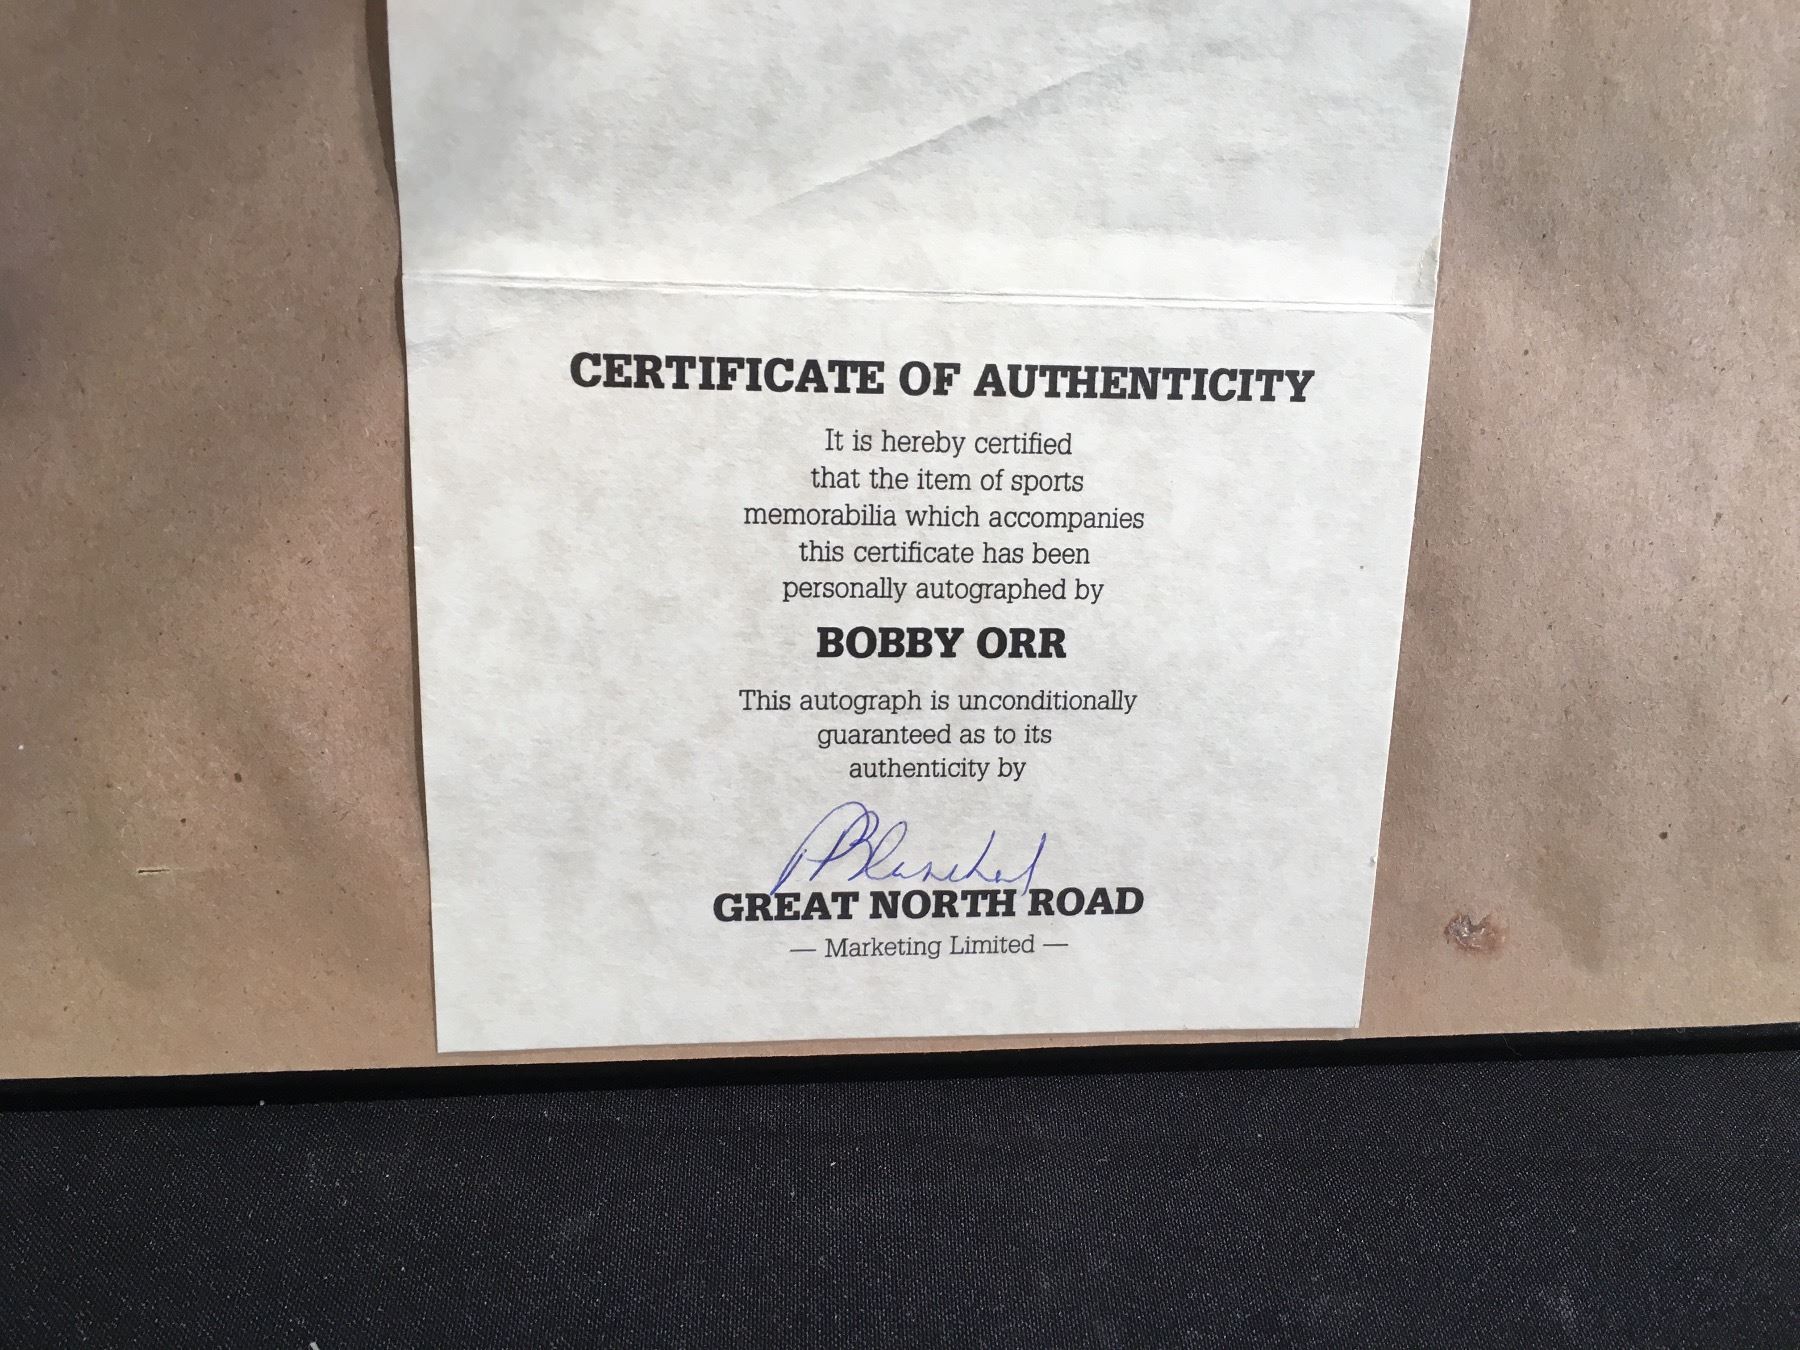 CERTIFICATE OF AUTHENTICITY
It is hereby certified
that the item of sports
memorabilia which accompanies
this certificate has been
personally autographed by
BOBBY ORR
This autograph is unconditionally
guaranteed as to its
authenticity by
GREAT NORTH ROAD
— Marketing Limited —